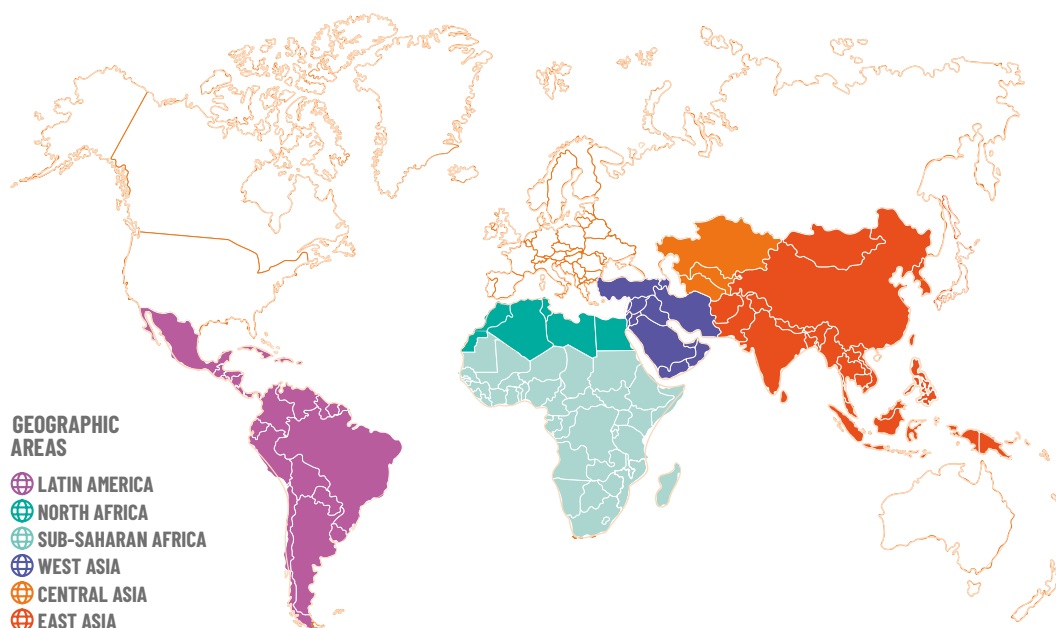 GEOGRAPHIC
AREAS
LATIN AMERICA
NORTH AFRICA
SUB-SAHARAN AFRICA
WEST ASIA
CENTRAL ASIA
EAST ASIA